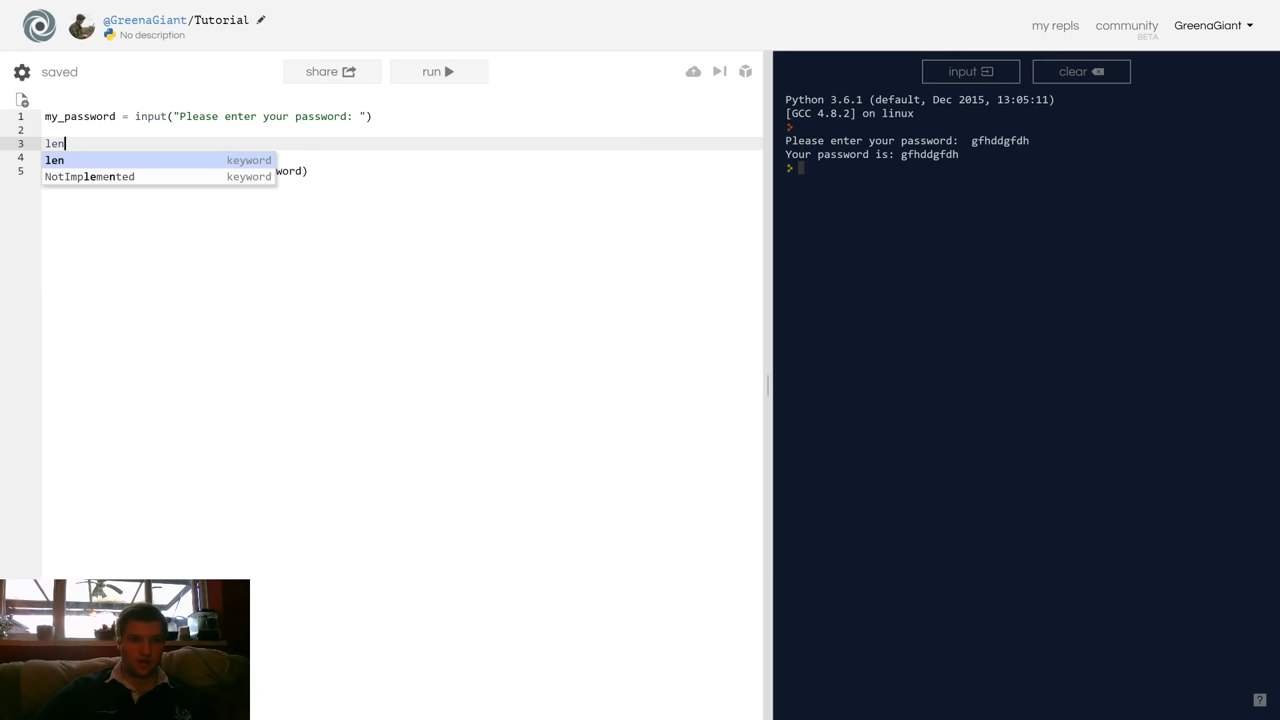 @GreenaGiant/Tutorial
No description
my repls
community
BETA
GreenaGiant
saved
share
run
input
clear
1 my_password = input("Please enter your password: ")
2
3 len
len keyword
NotImplemented keyword
4
5 word)
Python 3.6.1 (default, Dec 2015, 13:05:11)
[GCC 4.8.2] on linux
Please enter your password:  gfhddgfdh
Your password is: gfhddgfdh
?